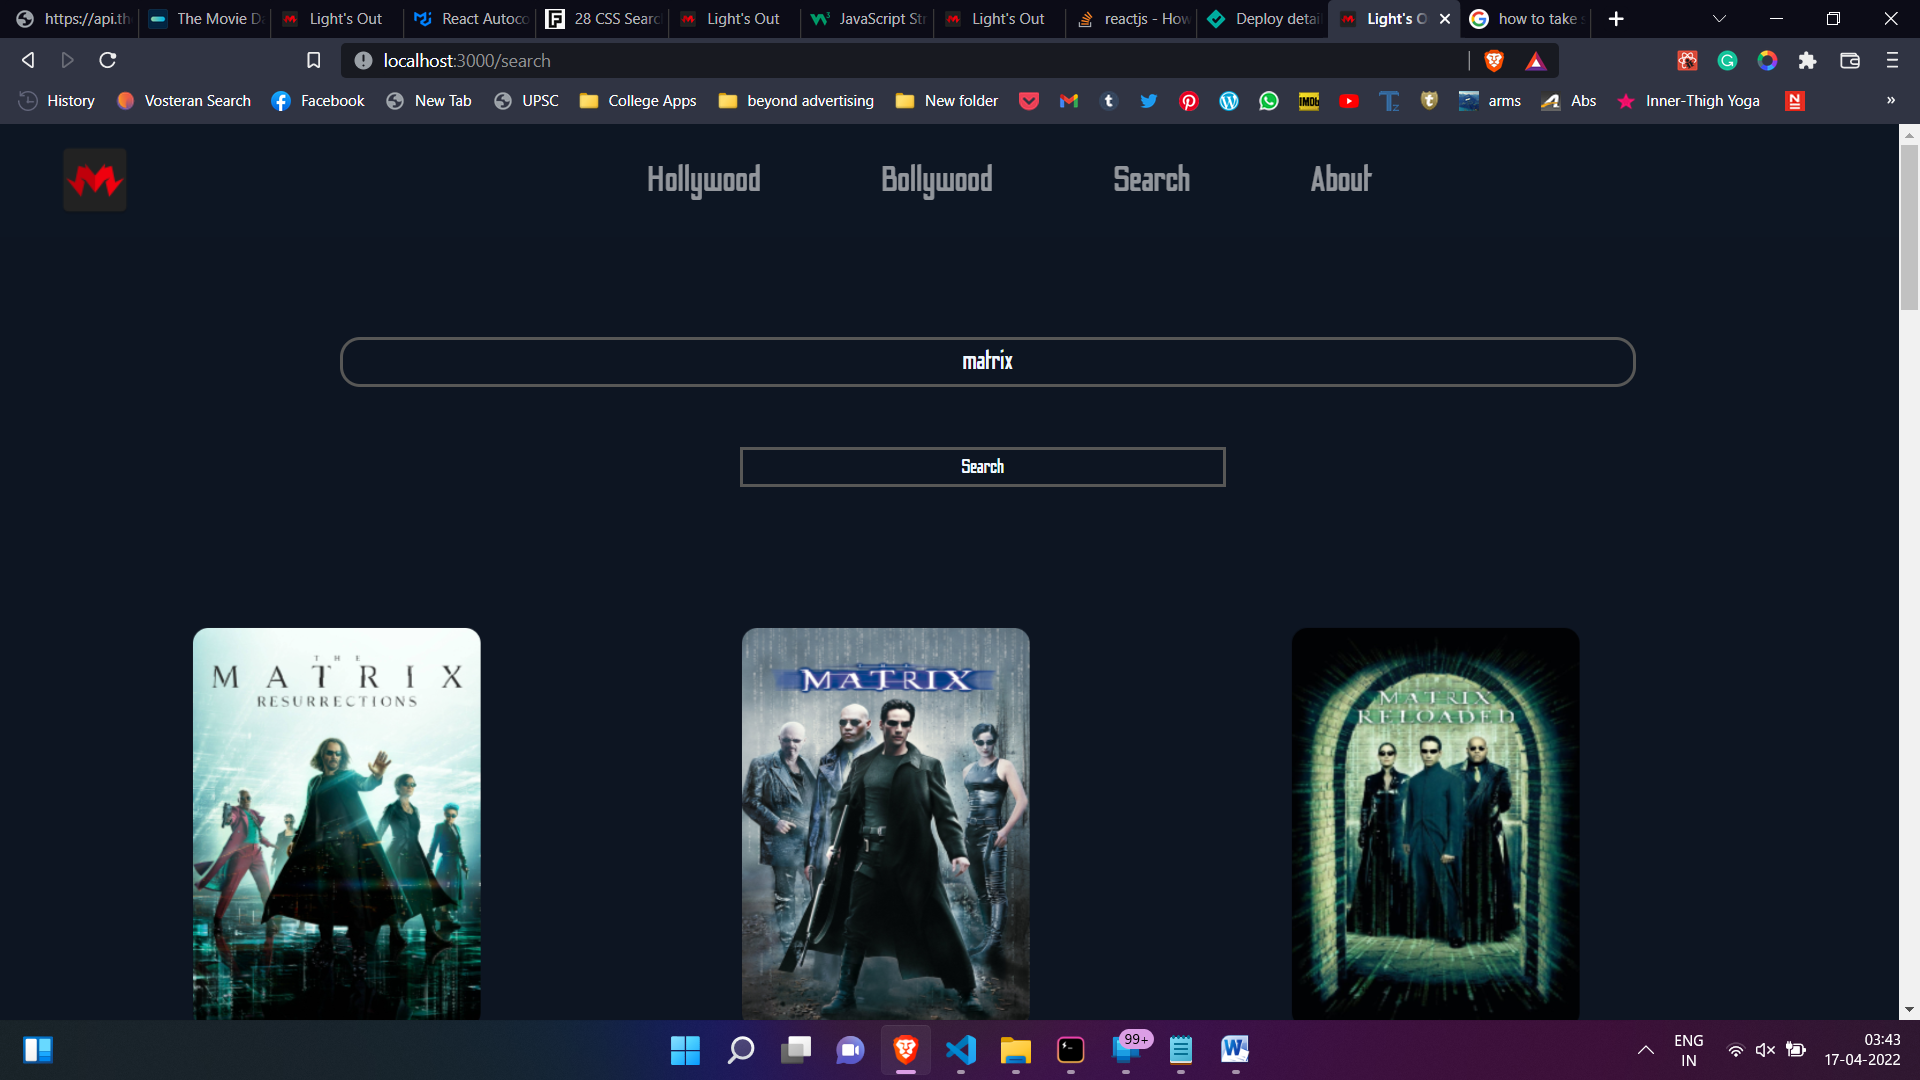 https://api.th
The Movie Da
Light's Out
React Autoco
28 CSS Searc
Light's Out
JavaScript Str
Light's Out
reactjs - How
Deploy detail
Light's O
how to take s
localhost:3000/search
History
Vosteran Search
Facebook
New Tab
UPSC
College Apps
beyond advertising
New folder
IMDb
arms
Abs
Inner-Thigh Yoga
»
Hollywood
Bollywood
Search
About
matrix
Search
THE
MATRIX
RESURRECTIONS
THE
MATRIX
MATRIX
RELOADED
99+
ENG
IN
03:43
17-04-2022